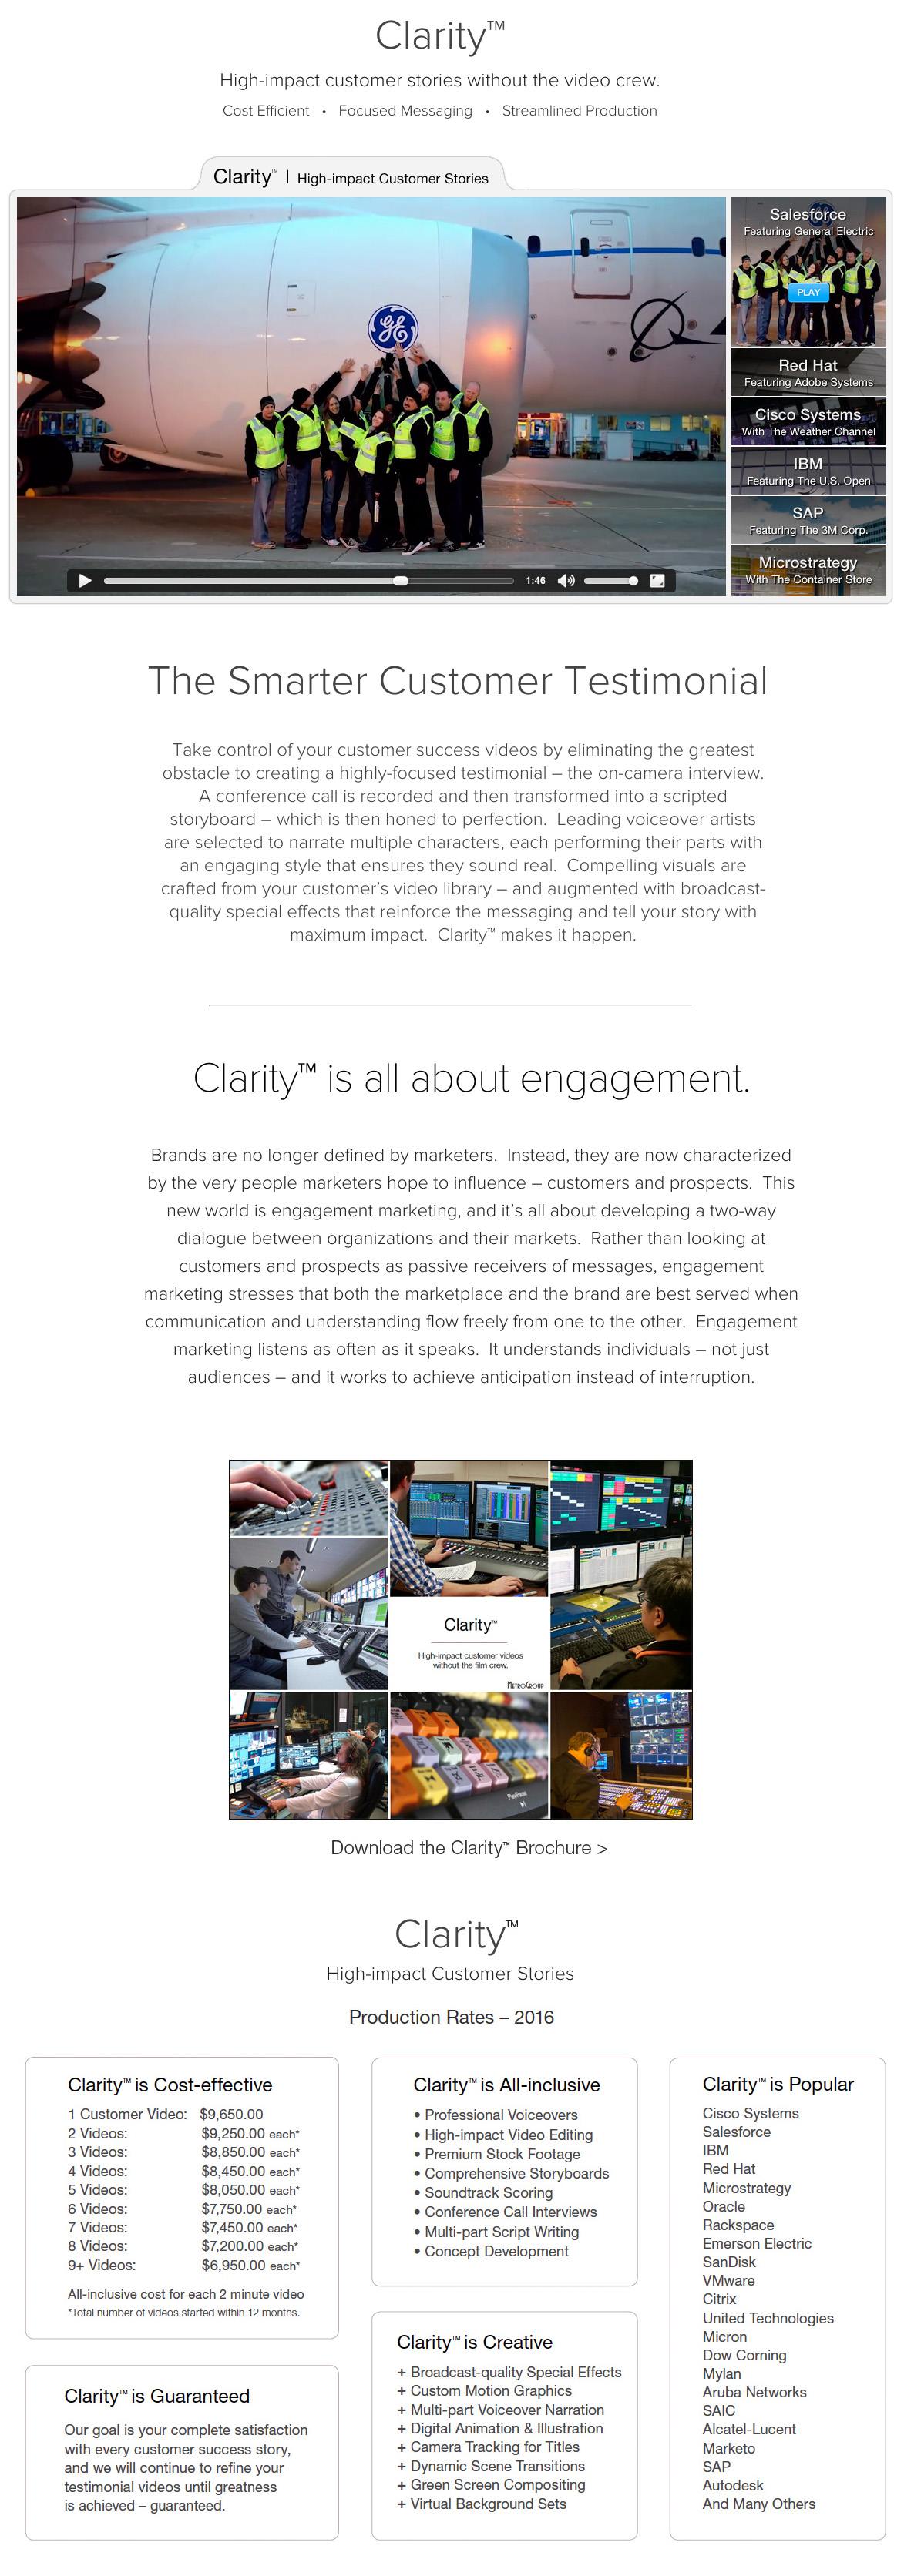 Clarity™
High-impact customer stories without the video crew.
Cost Efficient • Focused Messaging • Streamlined Production
Clarity™ | High-impact Customer Stories
GE
1:46
Salesforce
Featuring General Electric
PLAY
Red Hat
Featuring Adobe Systems
Cisco Systems
With The Weather Channel
IBM
Featuring The U.S. Open
SAP
Featuring The 3M Corp.
Microstrategy
With The Container Store
The Smarter Customer Testimonial
Take control of your customer success videos by eliminating the greatest
obstacle to creating a highly-focused testimonial – the on-camera interview.
A conference call is recorded and then transformed into a scripted
storyboard – which is then honed to perfection. Leading voiceover artists
are selected to narrate multiple characters, each performing their parts with
an engaging style that ensures they sound real. Compelling visuals are
crafted from your customer's video library – and augmented with broadcast-
quality special effects that reinforce the messaging and tell your story with
maximum impact. Clarity™ makes it happen.
Clarity™ is all about engagement.
Brands are no longer defined by marketers. Instead, they are now characterized
by the very people marketers hope to influence – customers and prospects. This
new world is engagement marketing, and it's all about developing a two-way
dialogue between organizations and their markets. Rather than looking at
customers and prospects as passive receivers of messages, engagement
marketing stresses that both the marketplace and the brand are best served when
communication and understanding flow freely from one to the other. Engagement
marketing listens as often as it speaks. It understands individuals – not just
audiences – and it works to achieve anticipation instead of interruption.
Clarity™
High-impact customer videos
without the film crew.
MetroGroup
Play/Pause
Download the Clarity™ Brochure >
Clarity™
High-impact Customer Stories
Production Rates – 2016
Clarity™ is Cost-effective
1 Customer Video: $9,650.00
2 Videos: $9,250.00 each*
3 Videos: $8,850.00 each*
4 Videos: $8,450.00 each*
5 Videos: $8,050.00 each*
6 Videos: $7,750.00 each*
7 Videos: $7,450.00 each*
8 Videos: $7,200.00 each*
9+ Videos: $6,950.00 each*
All-inclusive cost for each 2 minute video
*Total number of videos started within 12 months.
Clarity™ is Guaranteed
Our goal is your complete satisfaction
with every customer success story,
and we will continue to refine your
testimonial videos until greatness
is achieved – guaranteed.
Clarity™ is All-inclusive
• Professional Voiceovers
• High-impact Video Editing
• Premium Stock Footage
• Comprehensive Storyboards
• Soundtrack Scoring
• Conference Call Interviews
• Multi-part Script Writing
• Concept Development
Clarity™ is Creative
+ Broadcast-quality Special Effects
+ Custom Motion Graphics
+ Multi-part Voiceover Narration
+ Digital Animation & Illustration
+ Camera Tracking for Titles
+ Dynamic Scene Transitions
+ Green Screen Compositing
+ Virtual Background Sets
Clarity™ is Popular
Cisco Systems
Salesforce
IBM
Red Hat
Microstrategy
Oracle
Rackspace
Emerson Electric
SanDisk
VMware
Citrix
United Technologies
Micron
Dow Corning
Mylan
Aruba Networks
SAIC
Alcatel-Lucent
Marketo
SAP
Autodesk
And Many Others